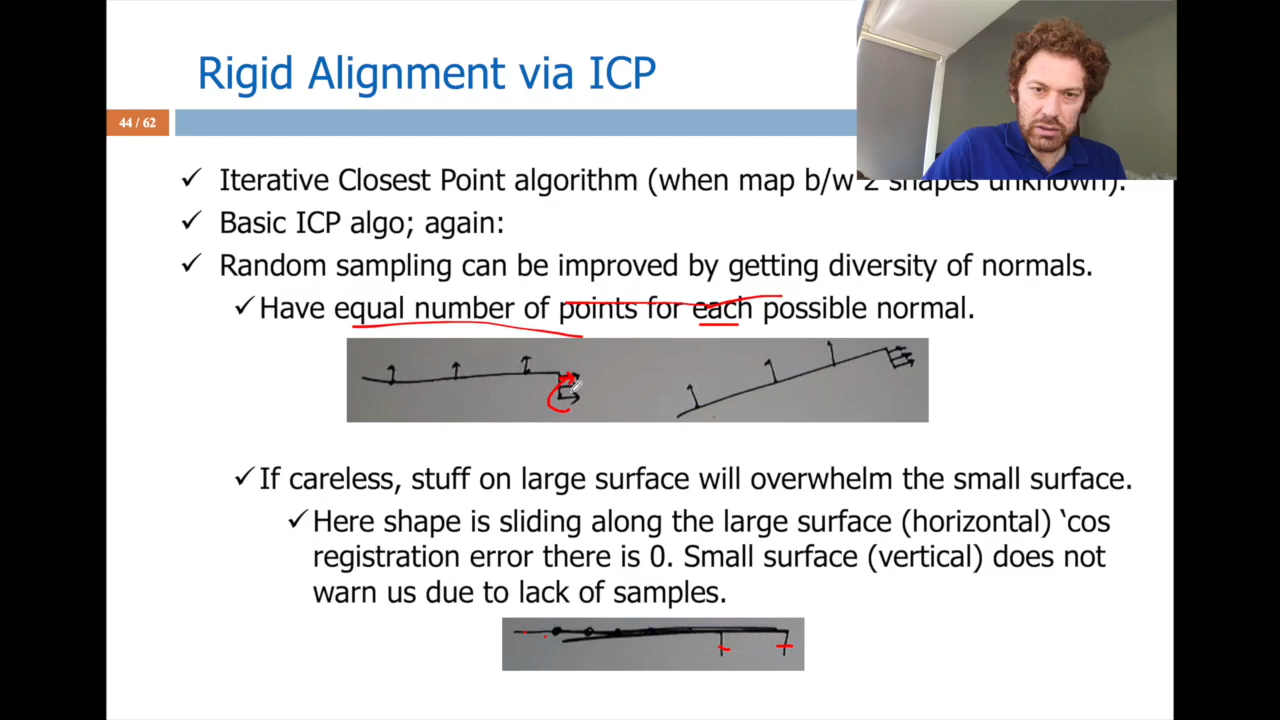 Rigid Alignment via ICP
44 / 62
✓ Iterative Closest Point algorithm (when map b/w 2 shapes unknown).
✓ Basic ICP algo; again:
✓ Random sampling can be improved by getting diversity of normals.
✓ Have equal number of points for each possible normal.
✓ If careless, stuff on large surface will overwhelm the small surface.
✓ Here shape is sliding along the large surface (horizontal) ‘cos
registration error there is 0. Small surface (vertical) does not
warn us due to lack of samples.